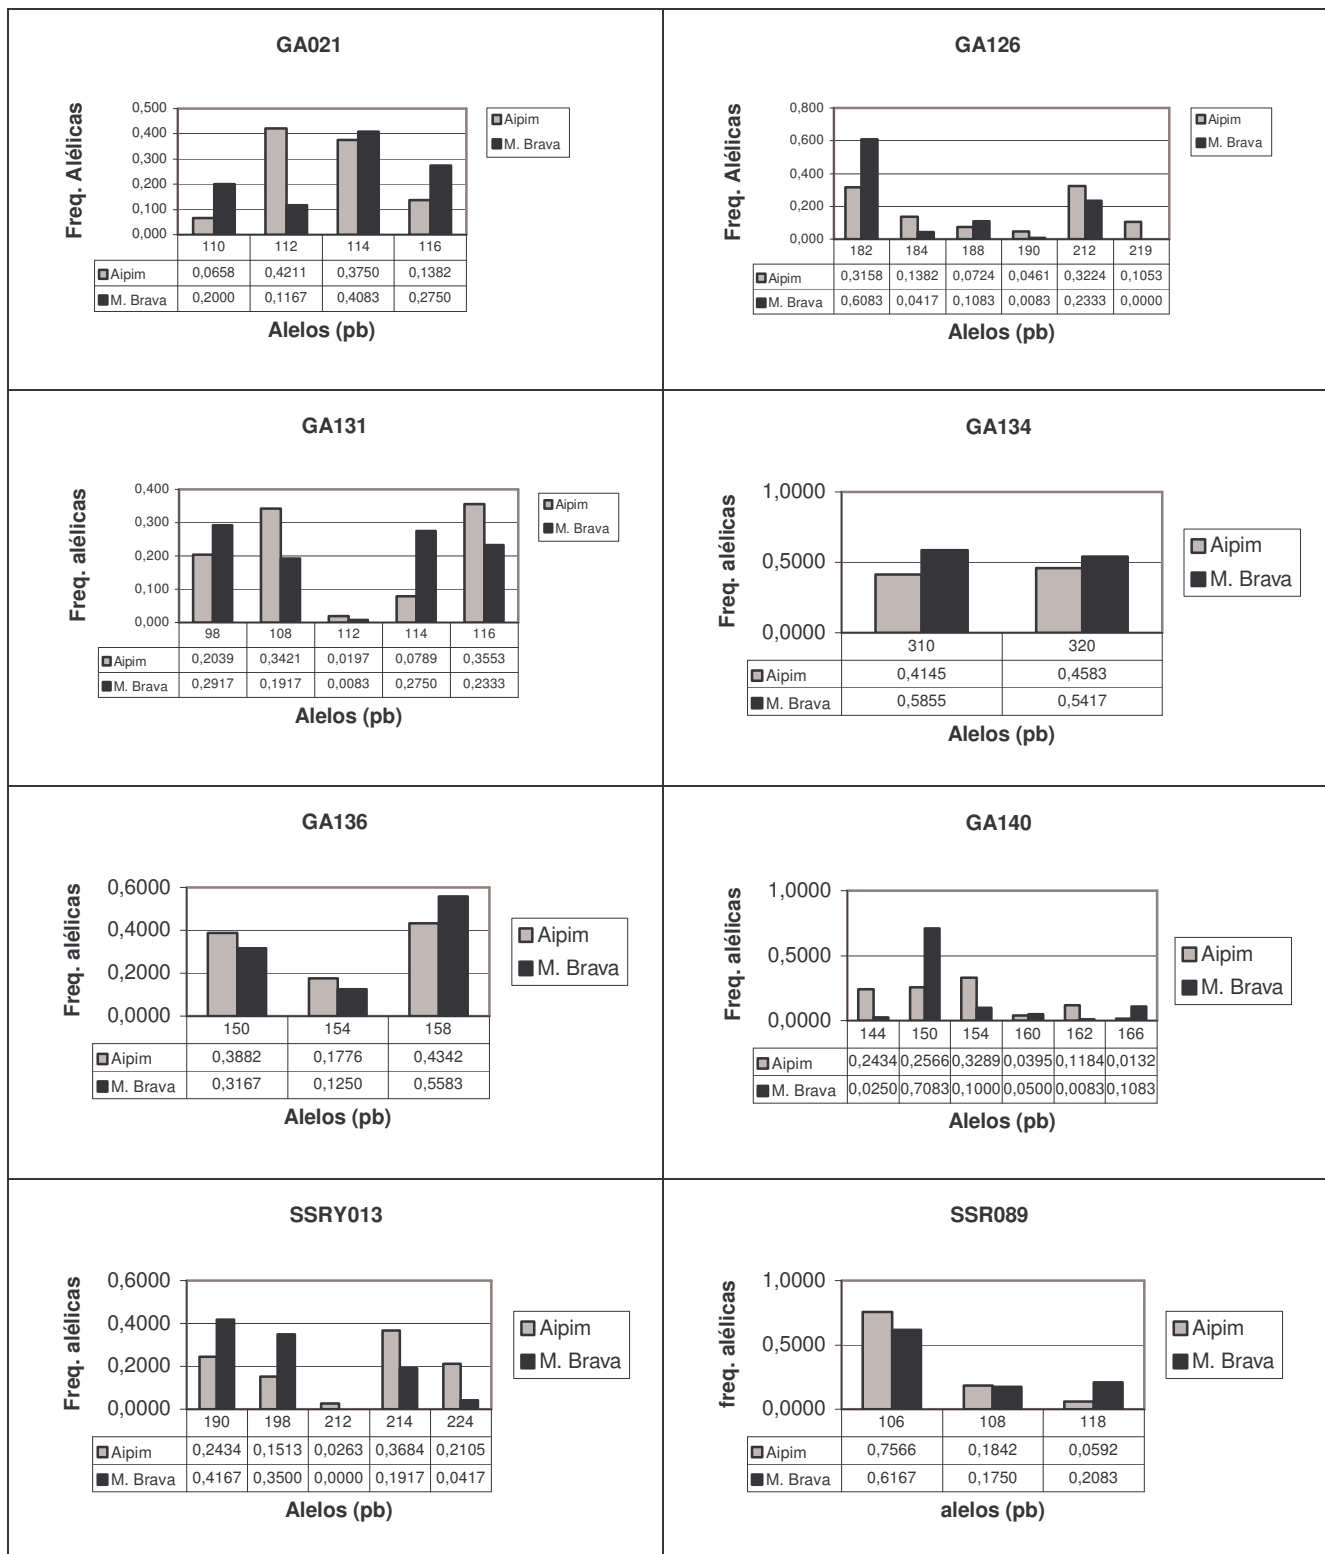 GA021
Freq. Alélicas
0,500
0,400
0,300
0,200
0,100
0,000
110 112 114 116
Aipim 0,0658 0,4211 0,3750 0,1382
M. Brava 0,2000 0,1167 0,4083 0,2750
Alelos (pb)
Aipim
M. Brava
GA126
Freq. Alélicas
0,800
0,600
0,400
0,200
0,000
182 184 188 190 212 219
Aipim 0,3158 0,1382 0,0724 0,0461 0,3224 0,1053
M. Brava 0,6083 0,0417 0,1083 0,0083 0,2333 0,0000
Alelos (pb)
Aipim
M. Brava
GA131
Freq. alélicas
0,400
0,300
0,200
0,100
0,000
98 108 112 114 116
Aipim 0,2039 0,3421 0,0197 0,0789 0,3553
M. Brava 0,2917 0,1917 0,0083 0,2750 0,2333
Alelos (pb)
Aipim
M. Brava
GA134
Freq. alélicas
1,0000
0,5000
0,0000
310 320
Aipim 0,4145 0,4583
M. Brava 0,5855 0,5417
Alelos (pb)
Aipim
M. Brava
GA136
Freq. alélicas
0,6000
0,4000
0,2000
0,0000
150 154 158
Aipim 0,3882 0,1776 0,4342
M. Brava 0,3167 0,1250 0,5583
Alelos (pb)
Aipim
M. Brava
GA140
Freq. alélicas
1,0000
0,5000
0,0000
144 150 154 160 162 166
Aipim 0,2434 0,2566 0,3289 0,0395 0,1184 0,0132
M. Brava 0,0250 0,7083 0,1000 0,0500 0,0083 0,1083
Alelos (pb)
Aipim
M. Brava
SSRY013
Freq. alélicas
0,6000
0,4000
0,2000
0,0000
190 198 212 214 224
Aipim 0,2434 0,1513 0,0263 0,3684 0,2105
M. Brava 0,4167 0,3500 0,0000 0,1917 0,0417
Alelos (pb)
Aipim
M. Brava
SSR089
freq. alélicas
1,0000
0,5000
0,0000
106 108 118
Aipim 0,7566 0,1842 0,0592
M. Brava 0,6167 0,1750 0,2083
alelos (pb)
Aipim
M. Brava